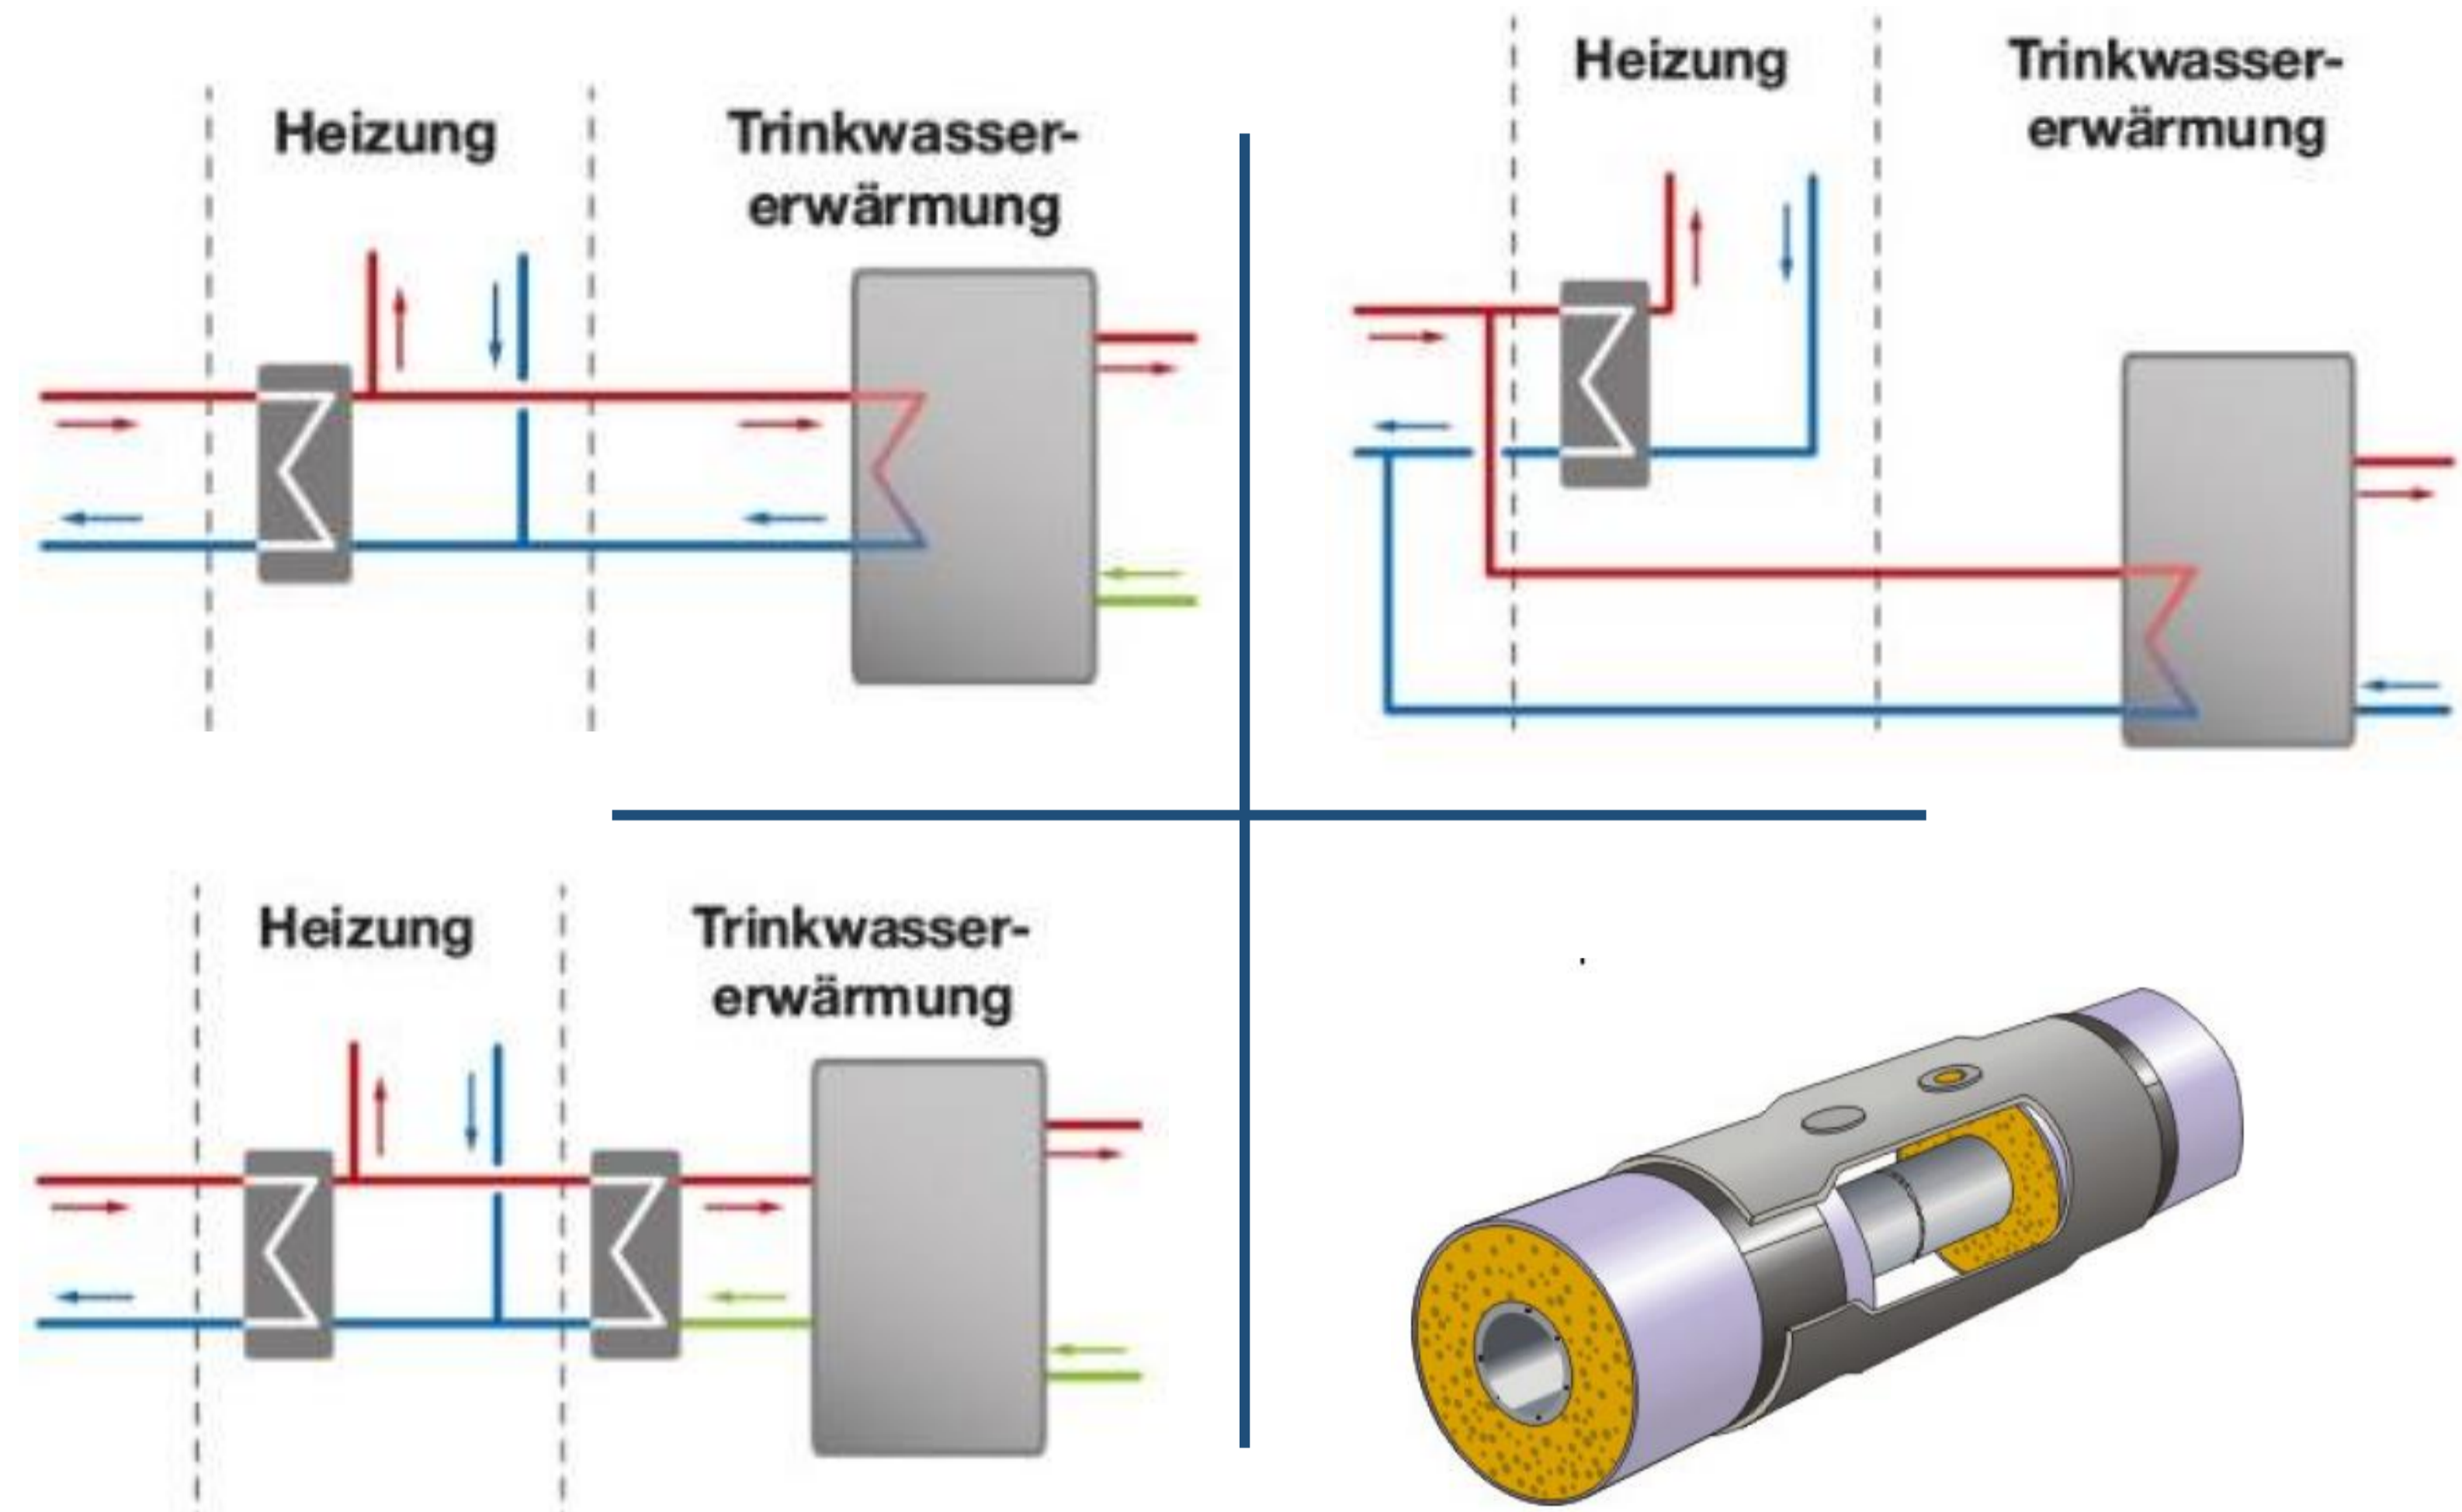 Heizung
Trinkwasser-
erwärmung
Heizung
Trinkwasser-
erwärmung
Heizung
Trinkwasser-
erwärmung